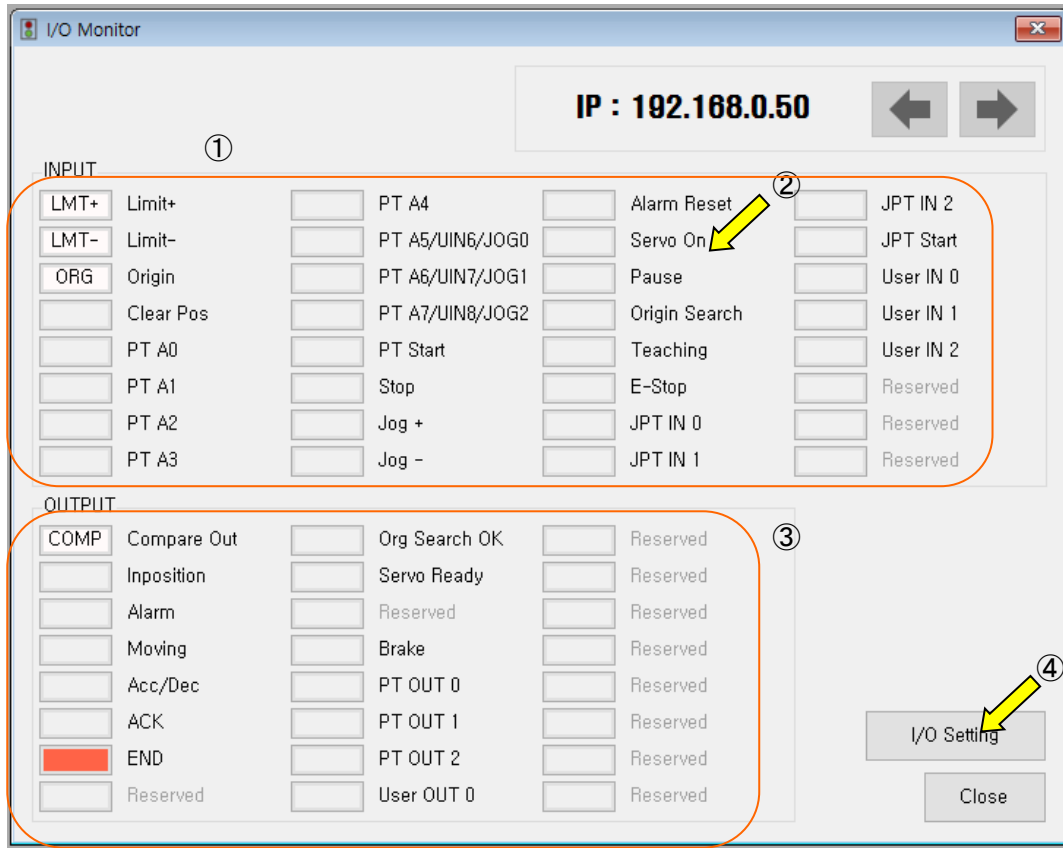 I/O Monitor
IP : 192.168.0.50
①
INPUT
②
LMT+ Limit+ PT A4 Alarm Reset JPT IN 2
LMT- Limit- PT A5/UIN6/JOG0 Servo On JPT Start
ORG Origin PT A6/UIN7/JOG1 Pause User IN 0
Clear Pos PT A7/UIN8/JOG2 Origin Search User IN 1
PT A0 PT Start Teaching User IN 2
PT A1 Stop E-Stop Reserved
PT A2 Jog + JPT IN 0 Reserved
PT A3 Jog - JPT IN 1 Reserved
OUTPUT
COMP Compare Out Org Search OK Reserved ③
Inposition Servo Ready Reserved
Alarm Reserved Reserved
Moving Brake Reserved
④
Acc/Dec PT OUT 0 Reserved
ACK PT OUT 1 Reserved
I/O Setting
END PT OUT 2 Reserved
Reserved User OUT 0 Reserved
Close